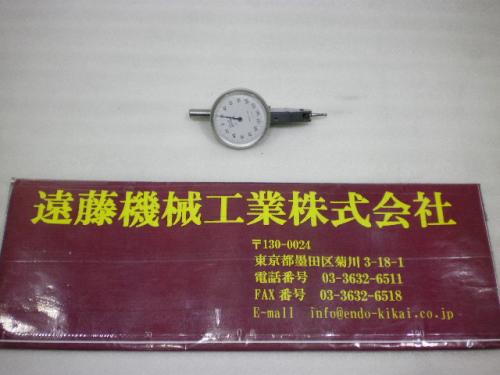 遠藤機械工業株式会社
〒130-0024
東京都墨田区菊川 3-18-1
電話番号 03-3632-6511
FAX 番号 03-3632-6518
E-mall info@endo-kikai.co.jp